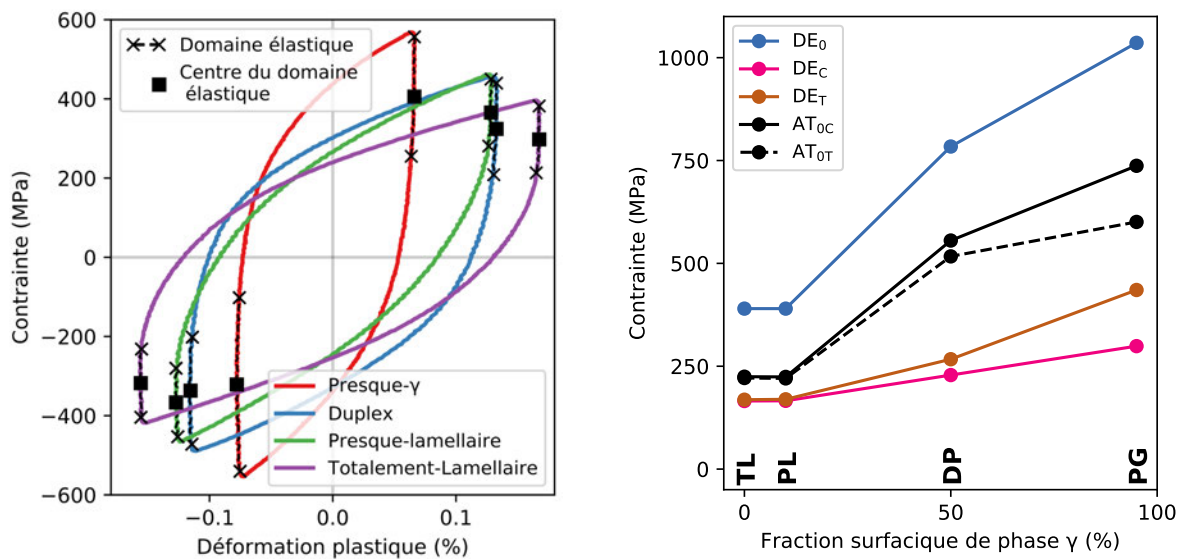 600
400
200
0
−200
−400
−600
−0.1
0.0
0.1
Contrainte (MPa)
Déformation plastique (%)
Domaine élastique
Centre du domaine
élastique
Presque-γ
Duplex
Presque-lamellaire
Totalement-Lamellaire
1000
750
500
250
0
0
50
100
Contrainte (MPa)
Fraction surfacique de phase γ (%)
DE₀
DE_C
DE_T
AT₀C
AT₀T
TL
PL
DP
PG